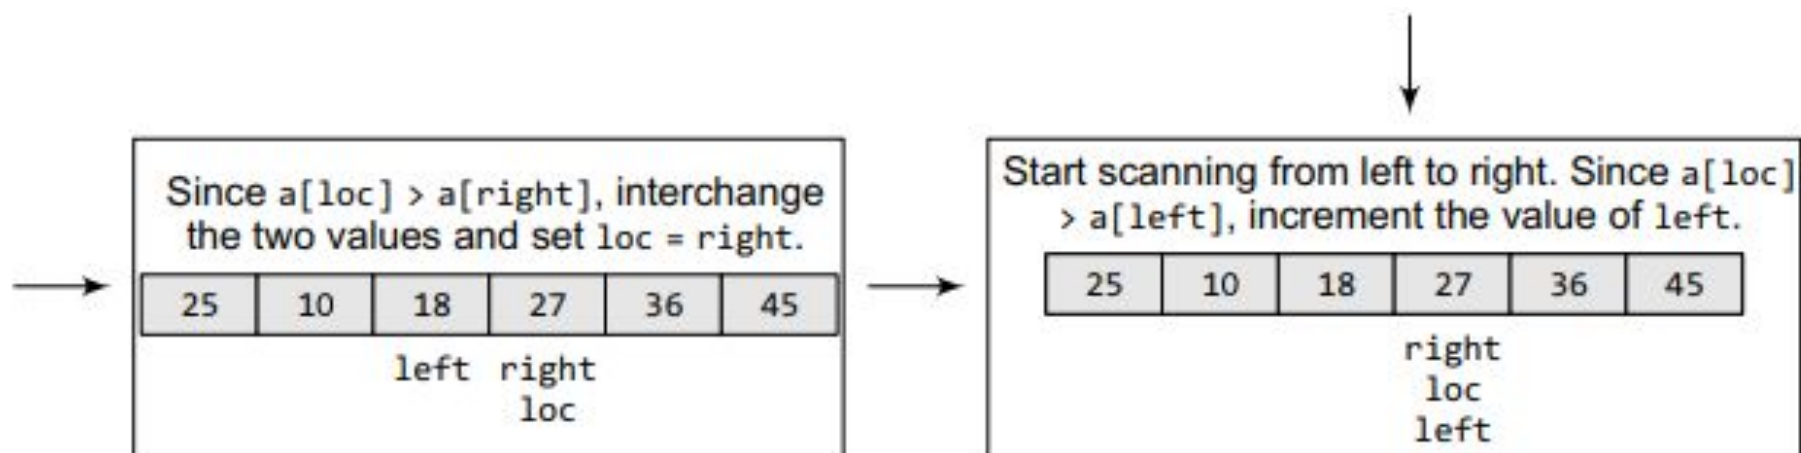 Since a[loc] > a[right], interchange
the two values and set loc = right.
25 10 18 27 36 45
left right
loc
Start scanning from left to right. Since a[loc]
> a[left], increment the value of left.
25 10 18 27 36 45
right
loc
left